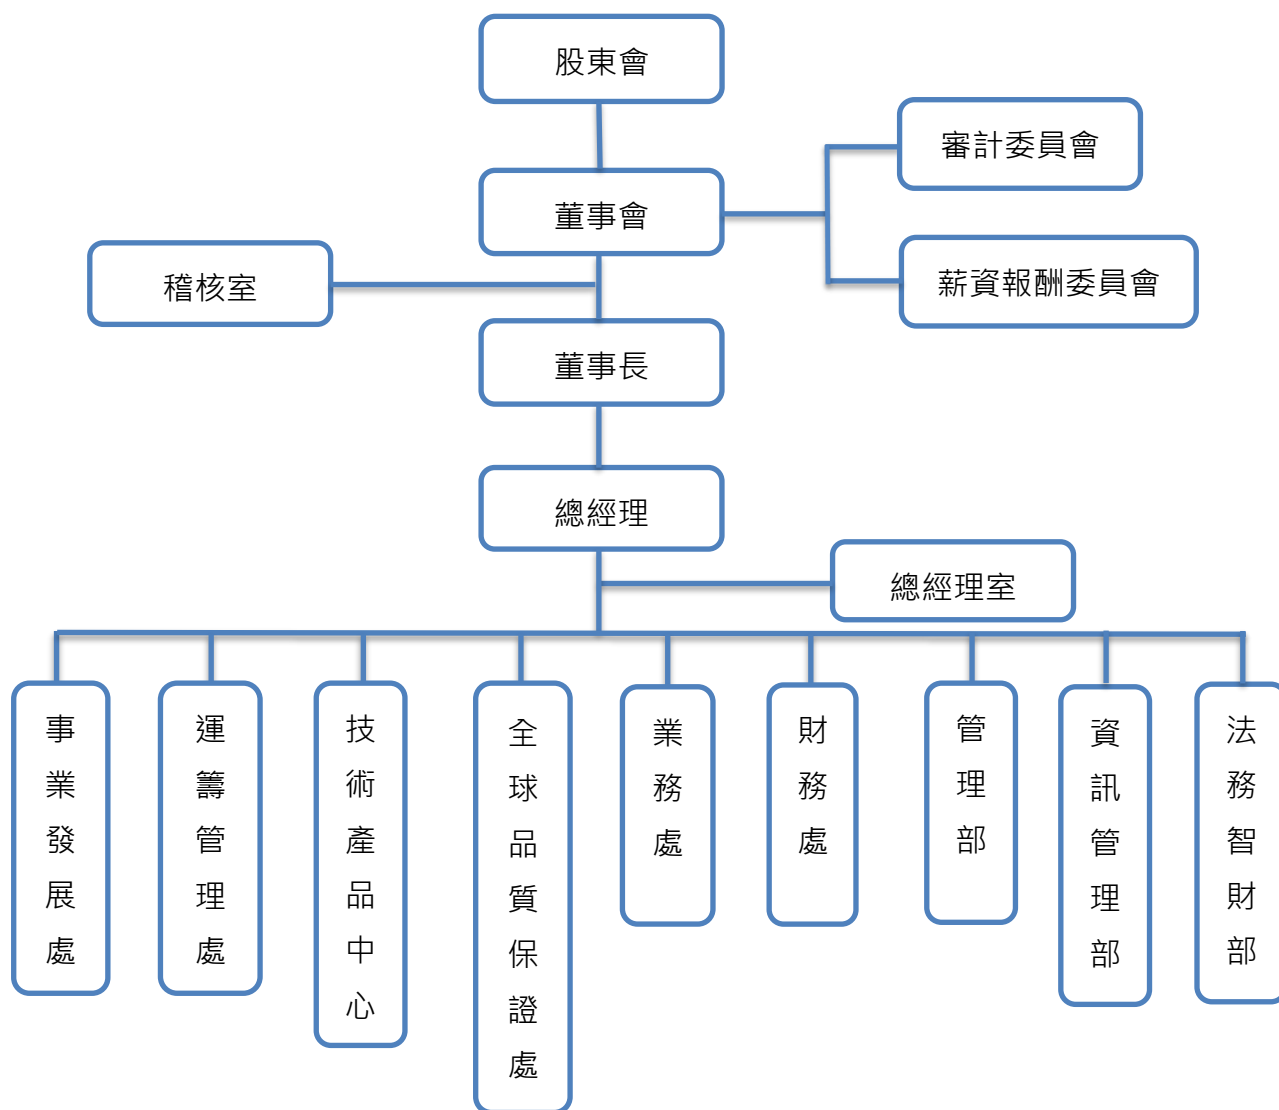 股東會
審計委員會
董事會
稽核室
薪資報酬委員會
董事長
總經理
總經理室
事業發展處
運籌管理處
技術產品中心
全球品質保證處
業務處
財務處
管理部
資訊管理部
法務智財部